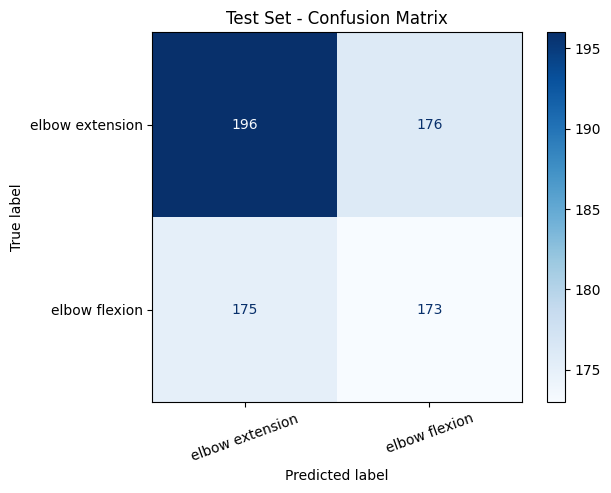 Test Set - Confusion Matrix
True label
elbow extension
196
176
elbow flexion
175
173
elbow extension
elbow flexion
Predicted label
195
190
185
180
175